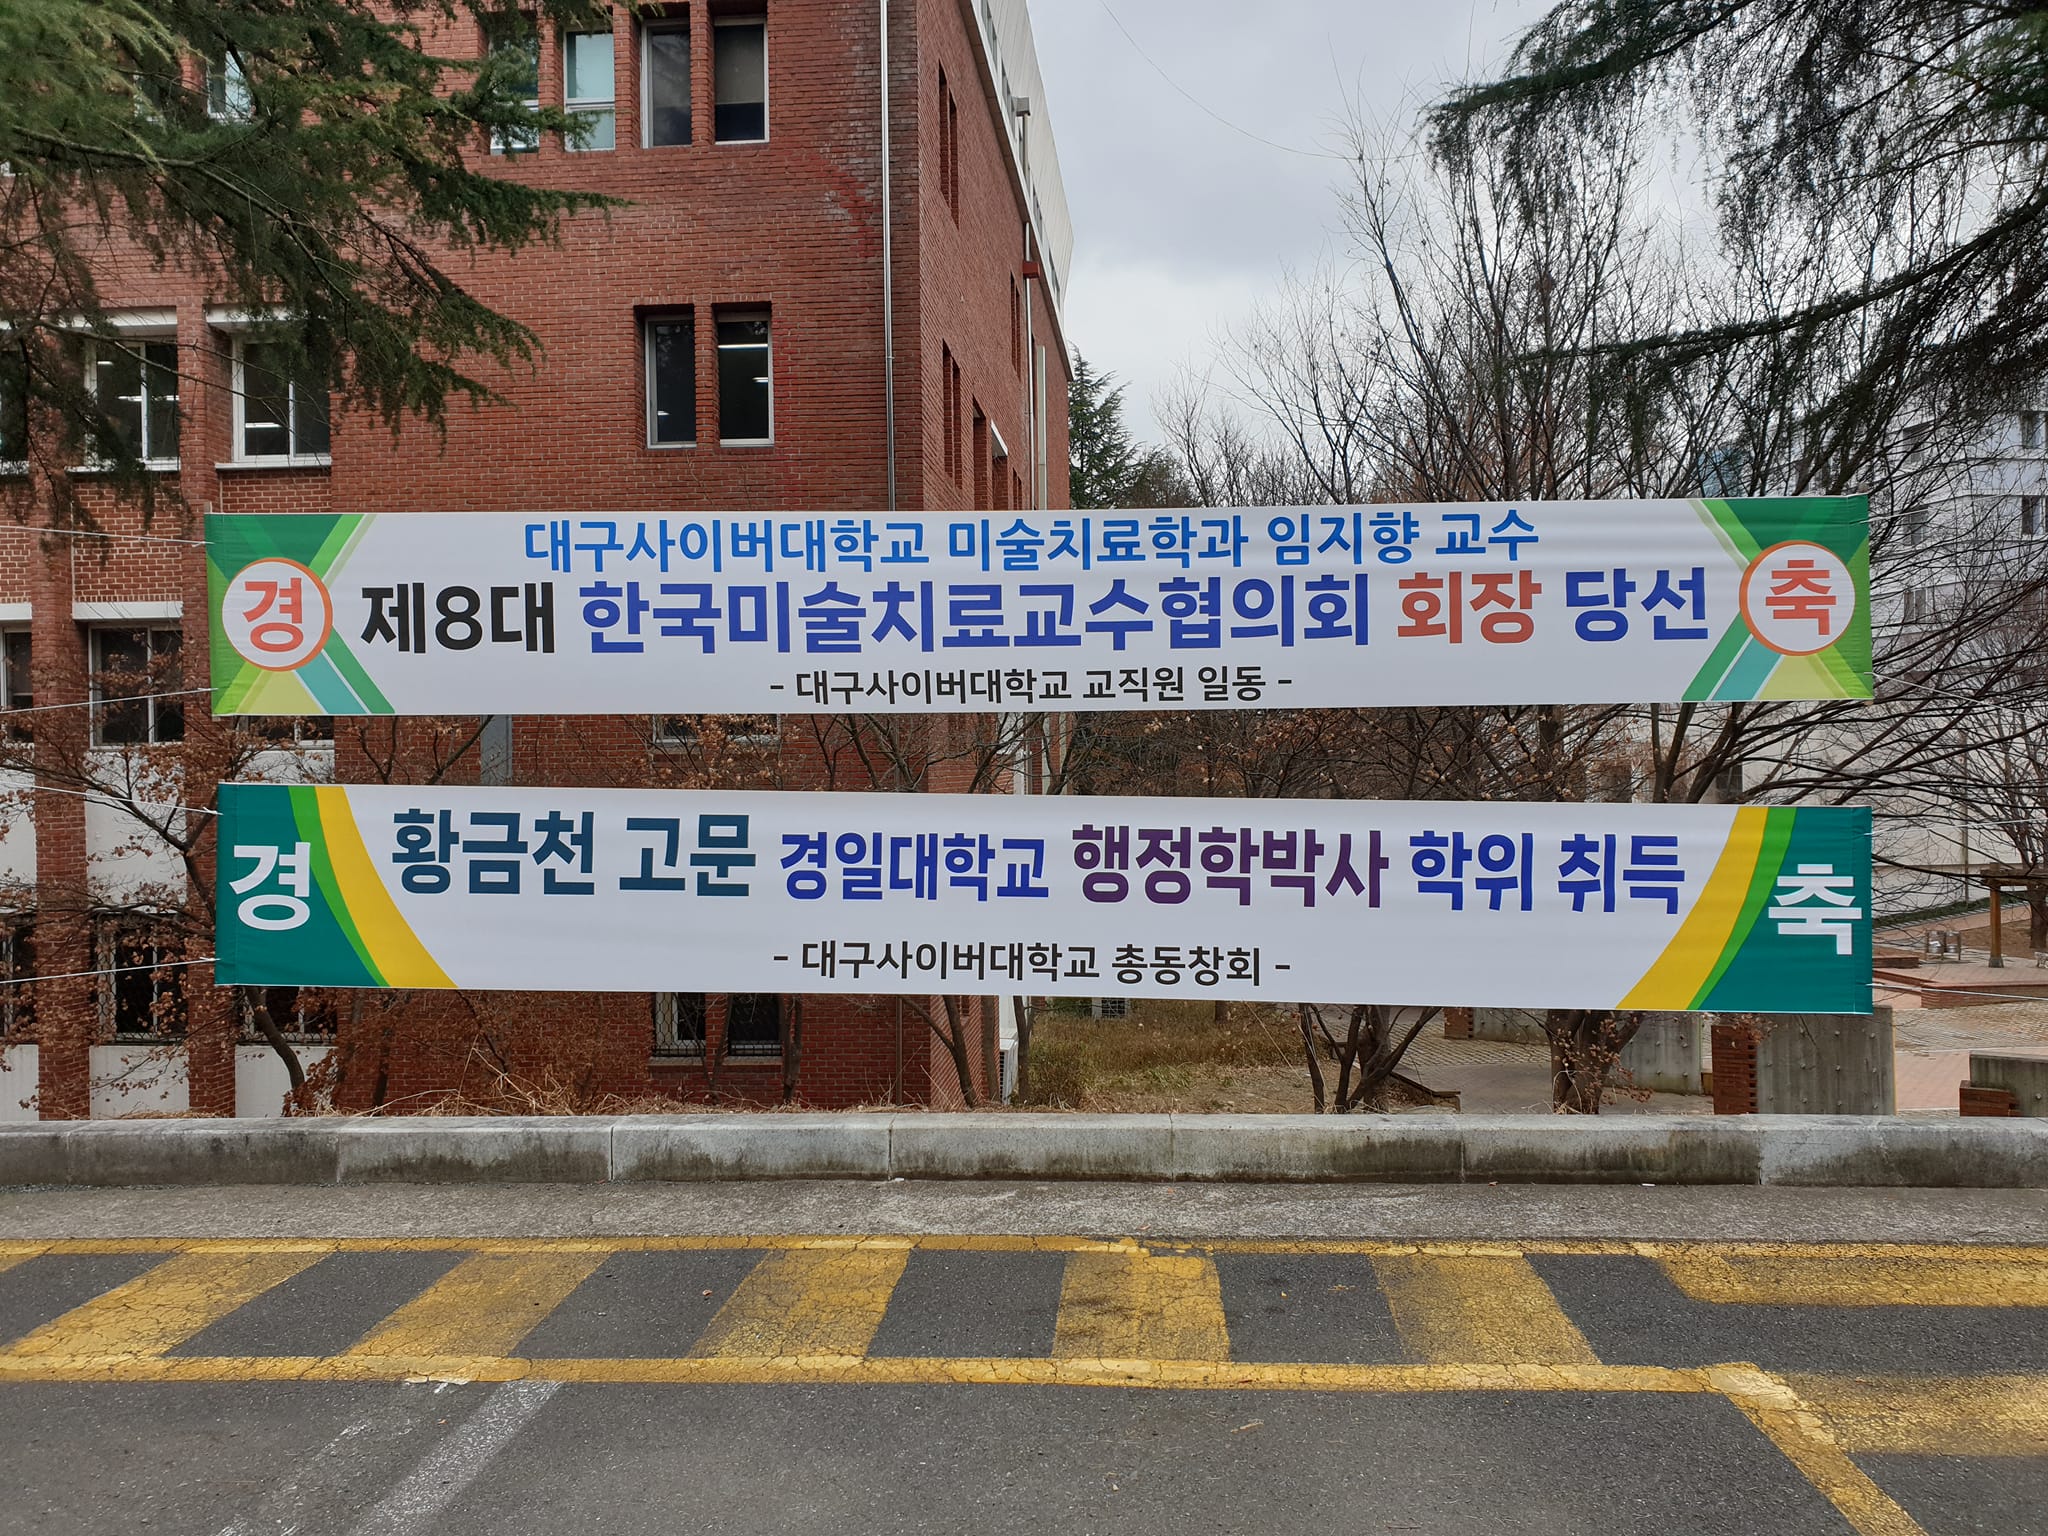 대구사이버대학교 미술치료학과 임지향 교수
경 제8대 한국미술치료교수협의회 회장 당선 축
- 대구사이버대학교 교직원 일동 -
경 황금천 고문 경일대학교 행정학박사 학위 취득 축
- 대구사이버대학교 총동창회 -